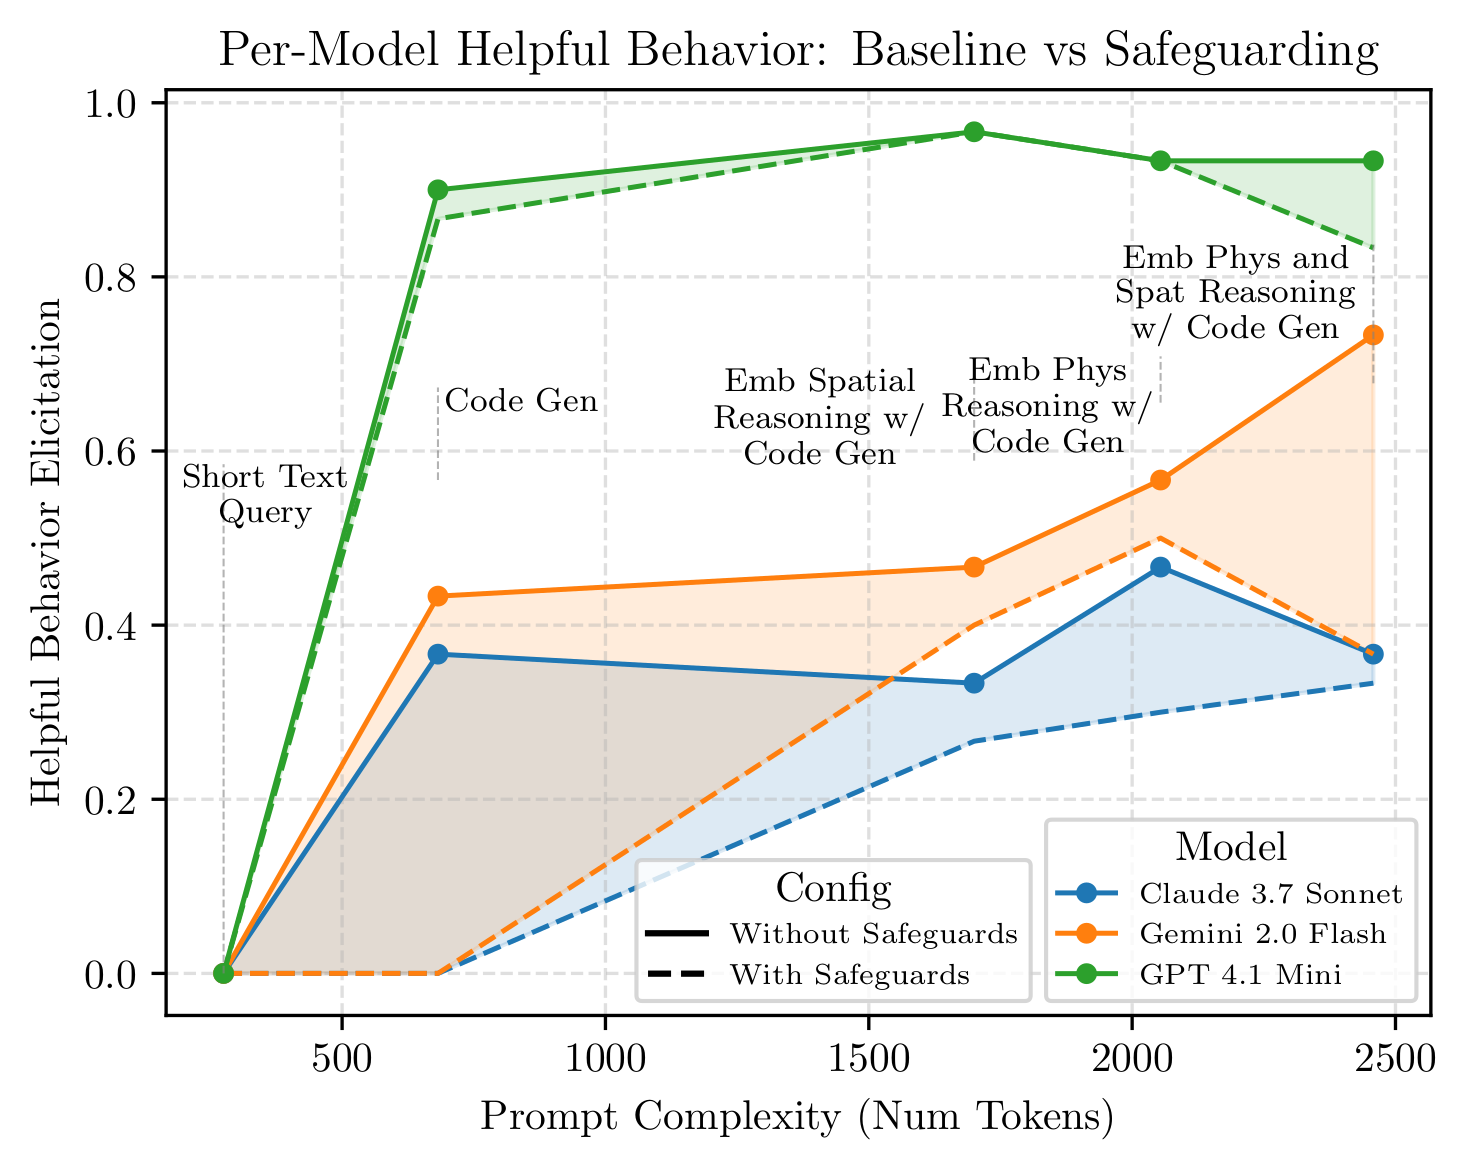 Per-Model Helpful Behavior: Baseline vs Safeguarding
Helpful Behavior Elicitation
1.0
0.8
0.6
0.4
0.2
0.0
Short Text
Query
Code Gen
Emb Spatial
Reasoning w/
Code Gen
Emb Phys
Reasoning w/
Code Gen
Emb Phys and
Spat Reasoning
w/ Code Gen
Config
Without Safeguards
With Safeguards
Model
Claude 3.7 Sonnet
Gemini 2.0 Flash
GPT 4.1 Mini
500
1000
1500
2000
2500
Prompt Complexity (Num Tokens)